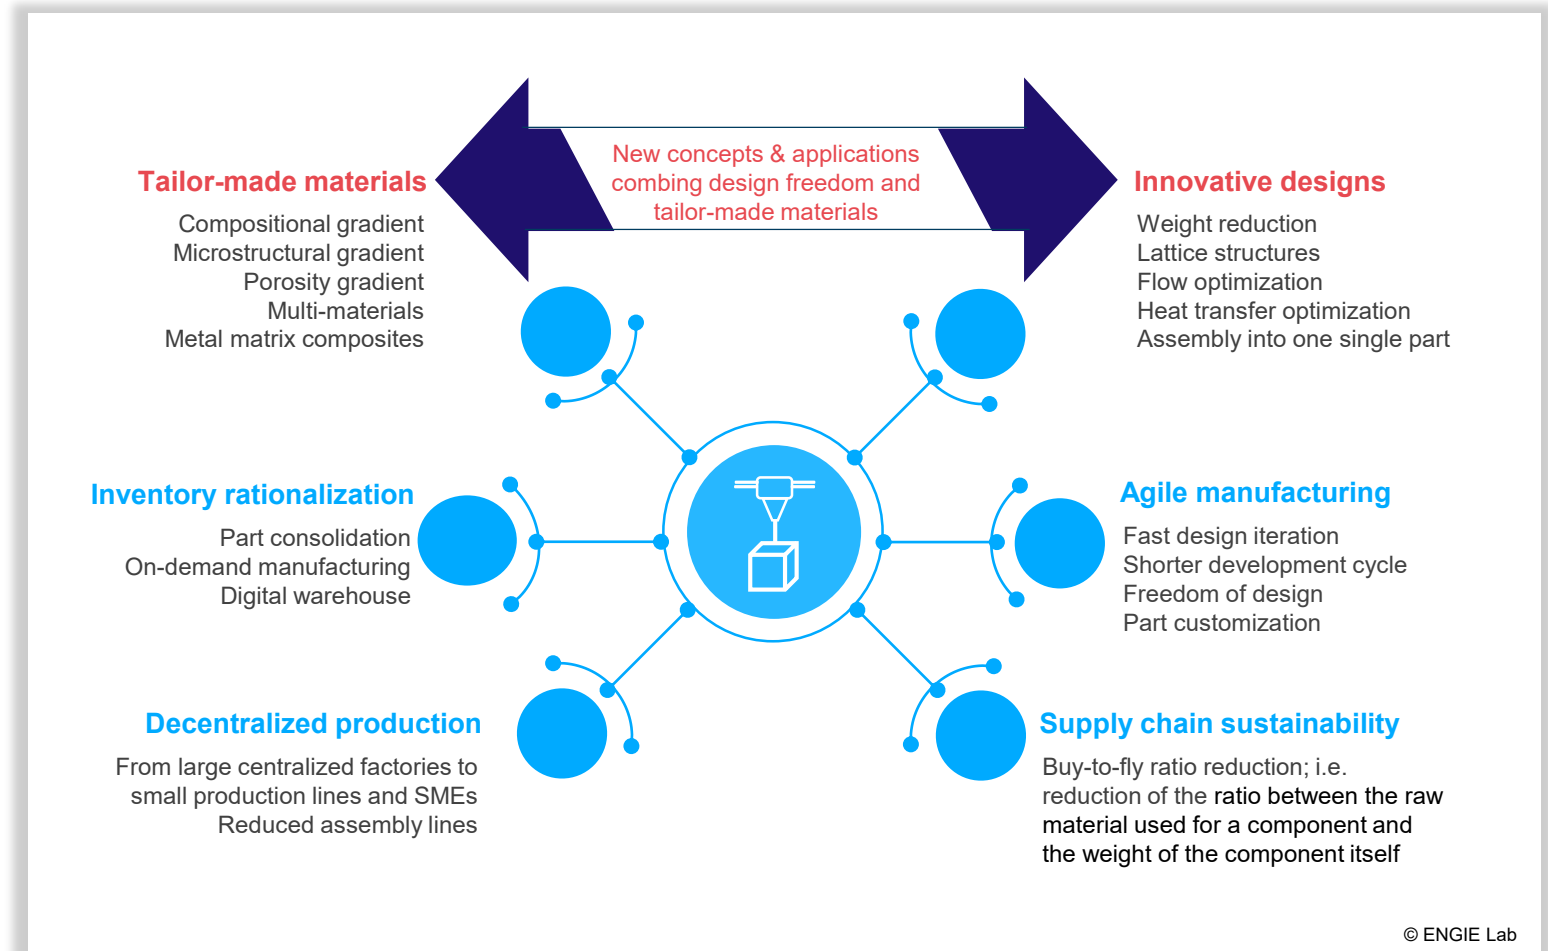 New concepts & applications
combing design freedom and
tailor-made materials
Tailor-made materials
Compositional gradient
Microstructural gradient
Porosity gradient
Multi-materials
Metal matrix composites
Innovative designs
Weight reduction
Lattice structures
Flow optimization
Heat transfer optimization
Assembly into one single part
Inventory rationalization
Part consolidation
On-demand manufacturing
Digital warehouse
Agile manufacturing
Fast design iteration
Shorter development cycle
Freedom of design
Part customization
Decentralized production
From large centralized factories to
small production lines and SMEs
Reduced assembly lines
Supply chain sustainability
Buy-to-fly ratio reduction; i.e.
reduction of the ratio between the raw
material used for a component and
the weight of the component itself
© ENGIE Lab